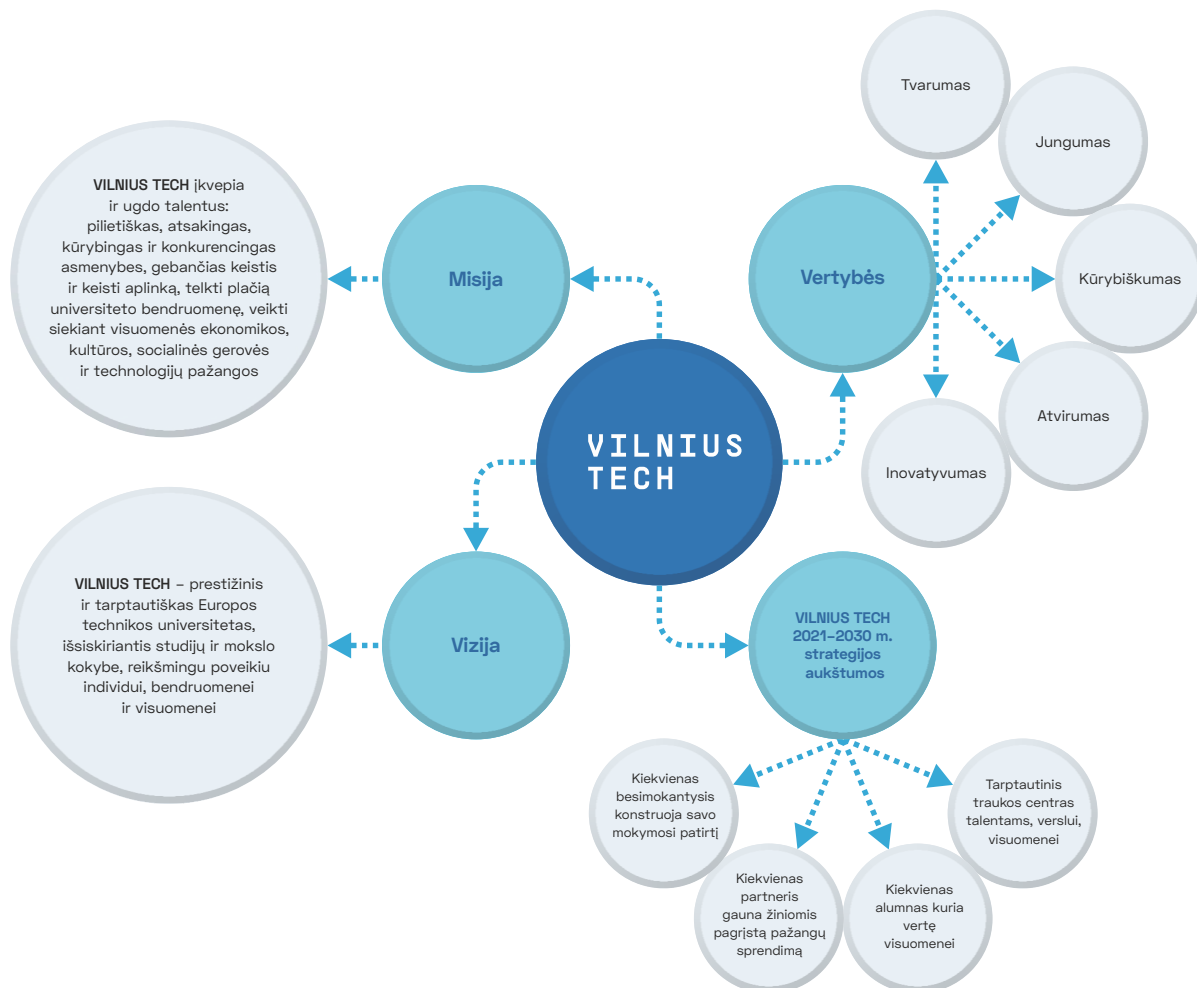 Tvarumas
Jungumas
Kūrybiškumas
Atvirumas
Inovatyvumas
Vertybės
Misija
VILNIUS TECH įkvepia
ir ugdo talentus:
pilietiškas, atsakingas,
kūrybingas ir konkurencingas
asmenybes, gebančias keistis
ir keisti aplinką, telkti plačią
universiteto bendruomenę, veikti
siekiant visuomenės ekonomikos,
kultūros, socialinės gerovės
ir technologijų pažangos
VILNIUS
TECH
VILNIUS TECH – prestižinis
ir tarptautiškas Europos
technikos universitetas,
išsiskiriantis studijų ir mokslo
kokybe, reikšmingu poveikiu
individui, bendruomenei
ir visuomenei
Vizija
VILNIUS TECH
2021–2030 m.
strategijos
aukštumos
Kiekvienas
besimokantysis
konstruoja savo
mokymosi patirtį
Kiekvienas
partneris
gauna žiniomis
pagrįstą pažangų
sprendimą
Kiekvienas
alumnas kuria
vertę
visuomenei
Tarptautinis
traukos centras
talentams, verslui,
visuomenei